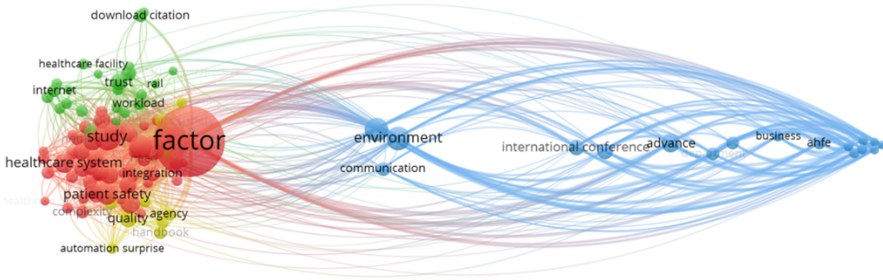 download citation
healthcare facility
trust
rail
internet
workload
study
factor
healthcare system
integration
patient safety
complexity
quality
agency
handbook
automation surprise
environment
communication
international conference
advance
business
ahfe